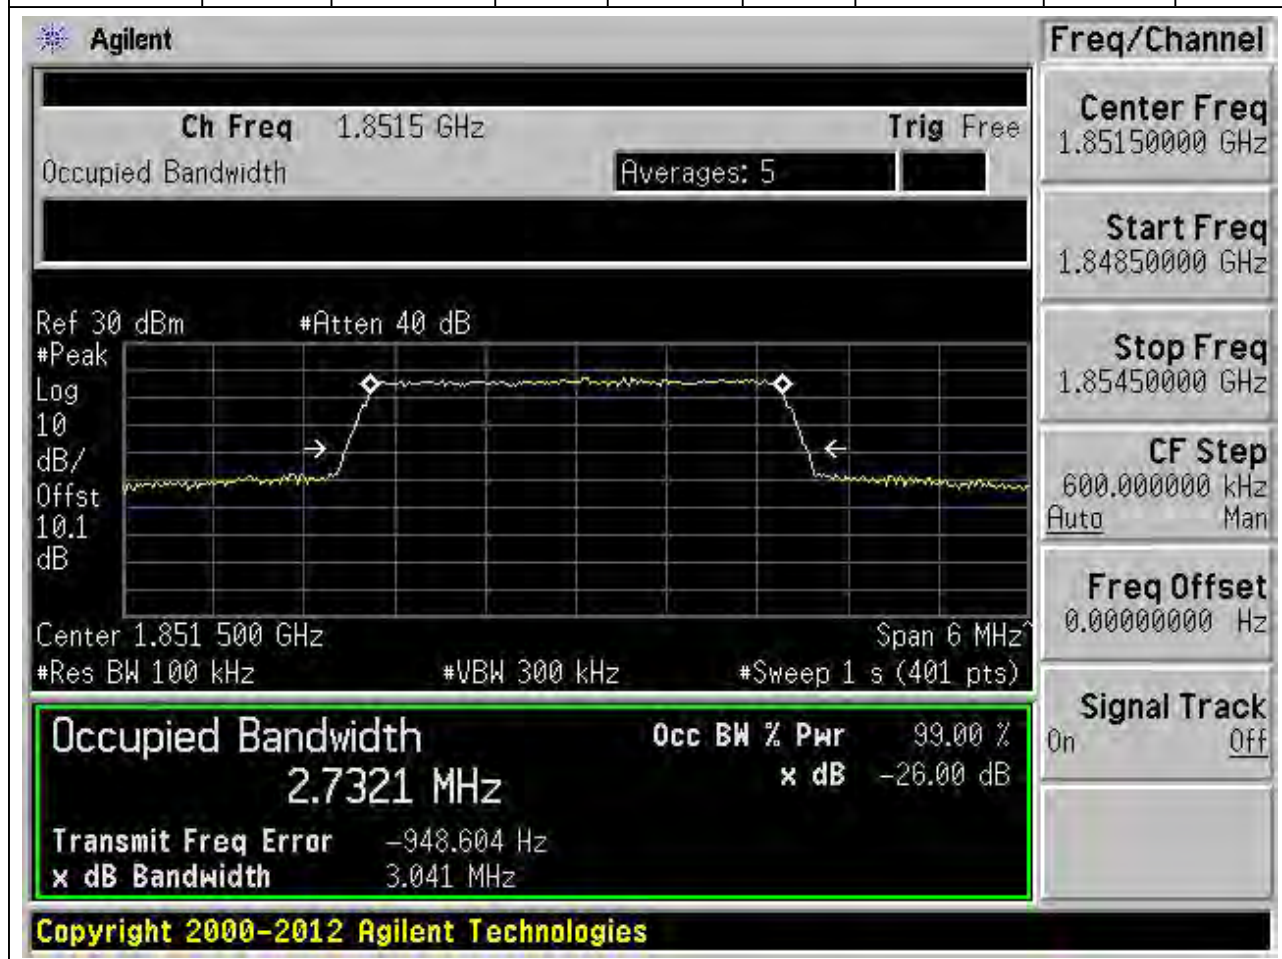 Agilent
Freq/Channel
Ch Freq 1.8515 GHz Trig Free
Occupied Bandwidth Averages: 5
Center Freq
1.85150000 GHz
Start Freq
1.84850000 GHz
Stop Freq
1.85450000 GHz
CF Step
600.000000 kHz
Auto Man
Freq Offset
0.00000000 Hz
Signal Track
On Off
Ref 30 dBm #Atten 40 dB
#Peak
Log
10
dB/
Offst
10.1
dB
Center 1.851 500 GHz Span 6 MHz^
#Res BW 100 kHz #VBW 300 kHz #Sweep 1 s (401 pts)
Occupied Bandwidth Occ BW % Pwr 99.00 %
2.7321 MHz x dB -26.00 dB
Transmit Freq Error -948.604 Hz
x dB Bandwidth 3.041 MHz
Copyright 2000-2012 Agilent Technologies